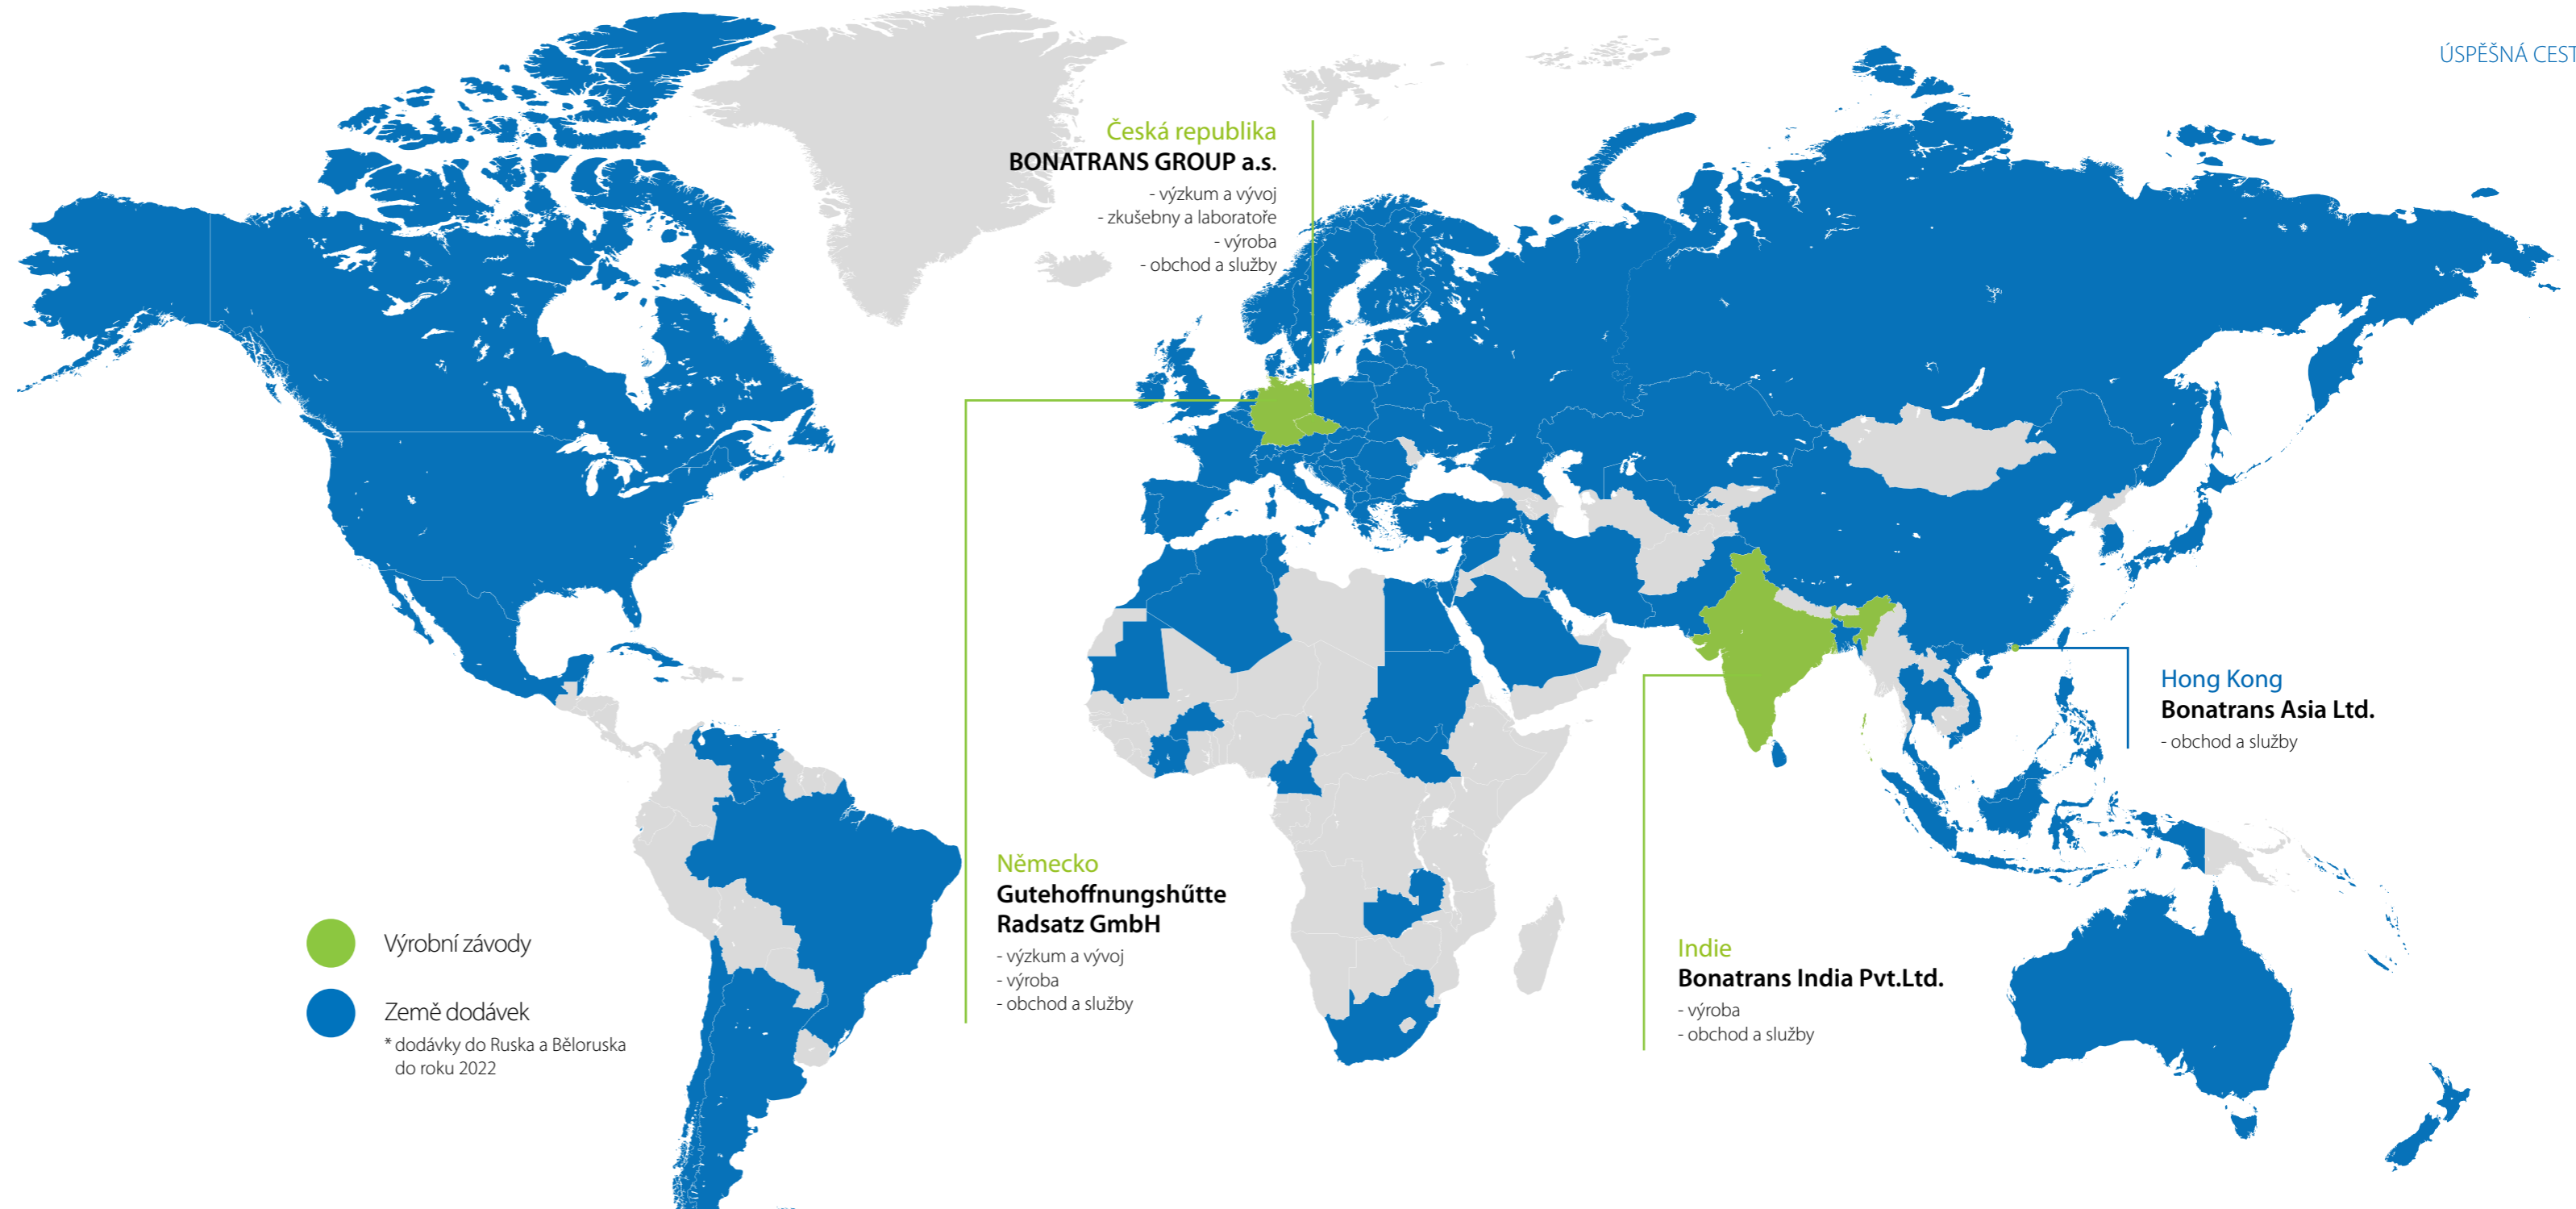 ÚSPĚŠNÁ CEST
Česká republika
BONATRANS GROUP a.s.
- výzkum a vývoj
- zkušebny a laboratoře
- výroba
- obchod a služby
Hong Kong
Bonatrans Asia Ltd.
- obchod a služby
Německo
Gutehoffnungshűtte
Radsatz GmbH
- výzkum a vývoj
- výroba
- obchod a služby
Indie
Bonatrans India Pvt.Ltd.
- výroba
- obchod a služby
Výrobní závody
Země dodávek
* dodávky do Ruska a Běloruska
do roku 2022